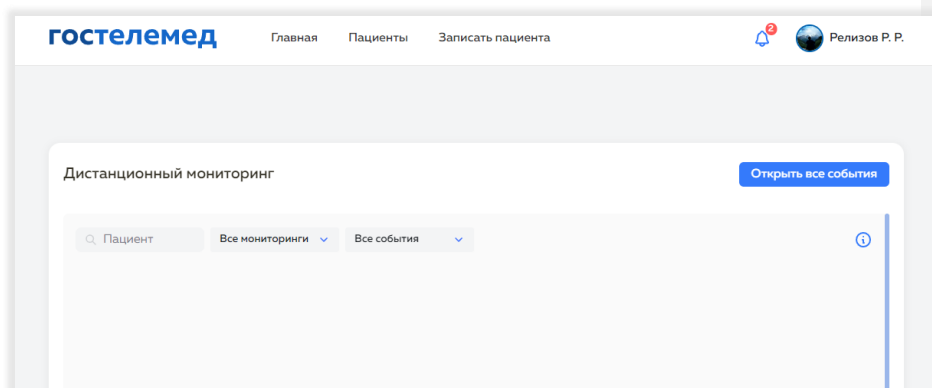 гостелемед Главная Пациенты Записать пациента 2 Релизов Р. Р.
Дистанционный мониторинг Открыть все события
Пациент Все мониторинги Все события